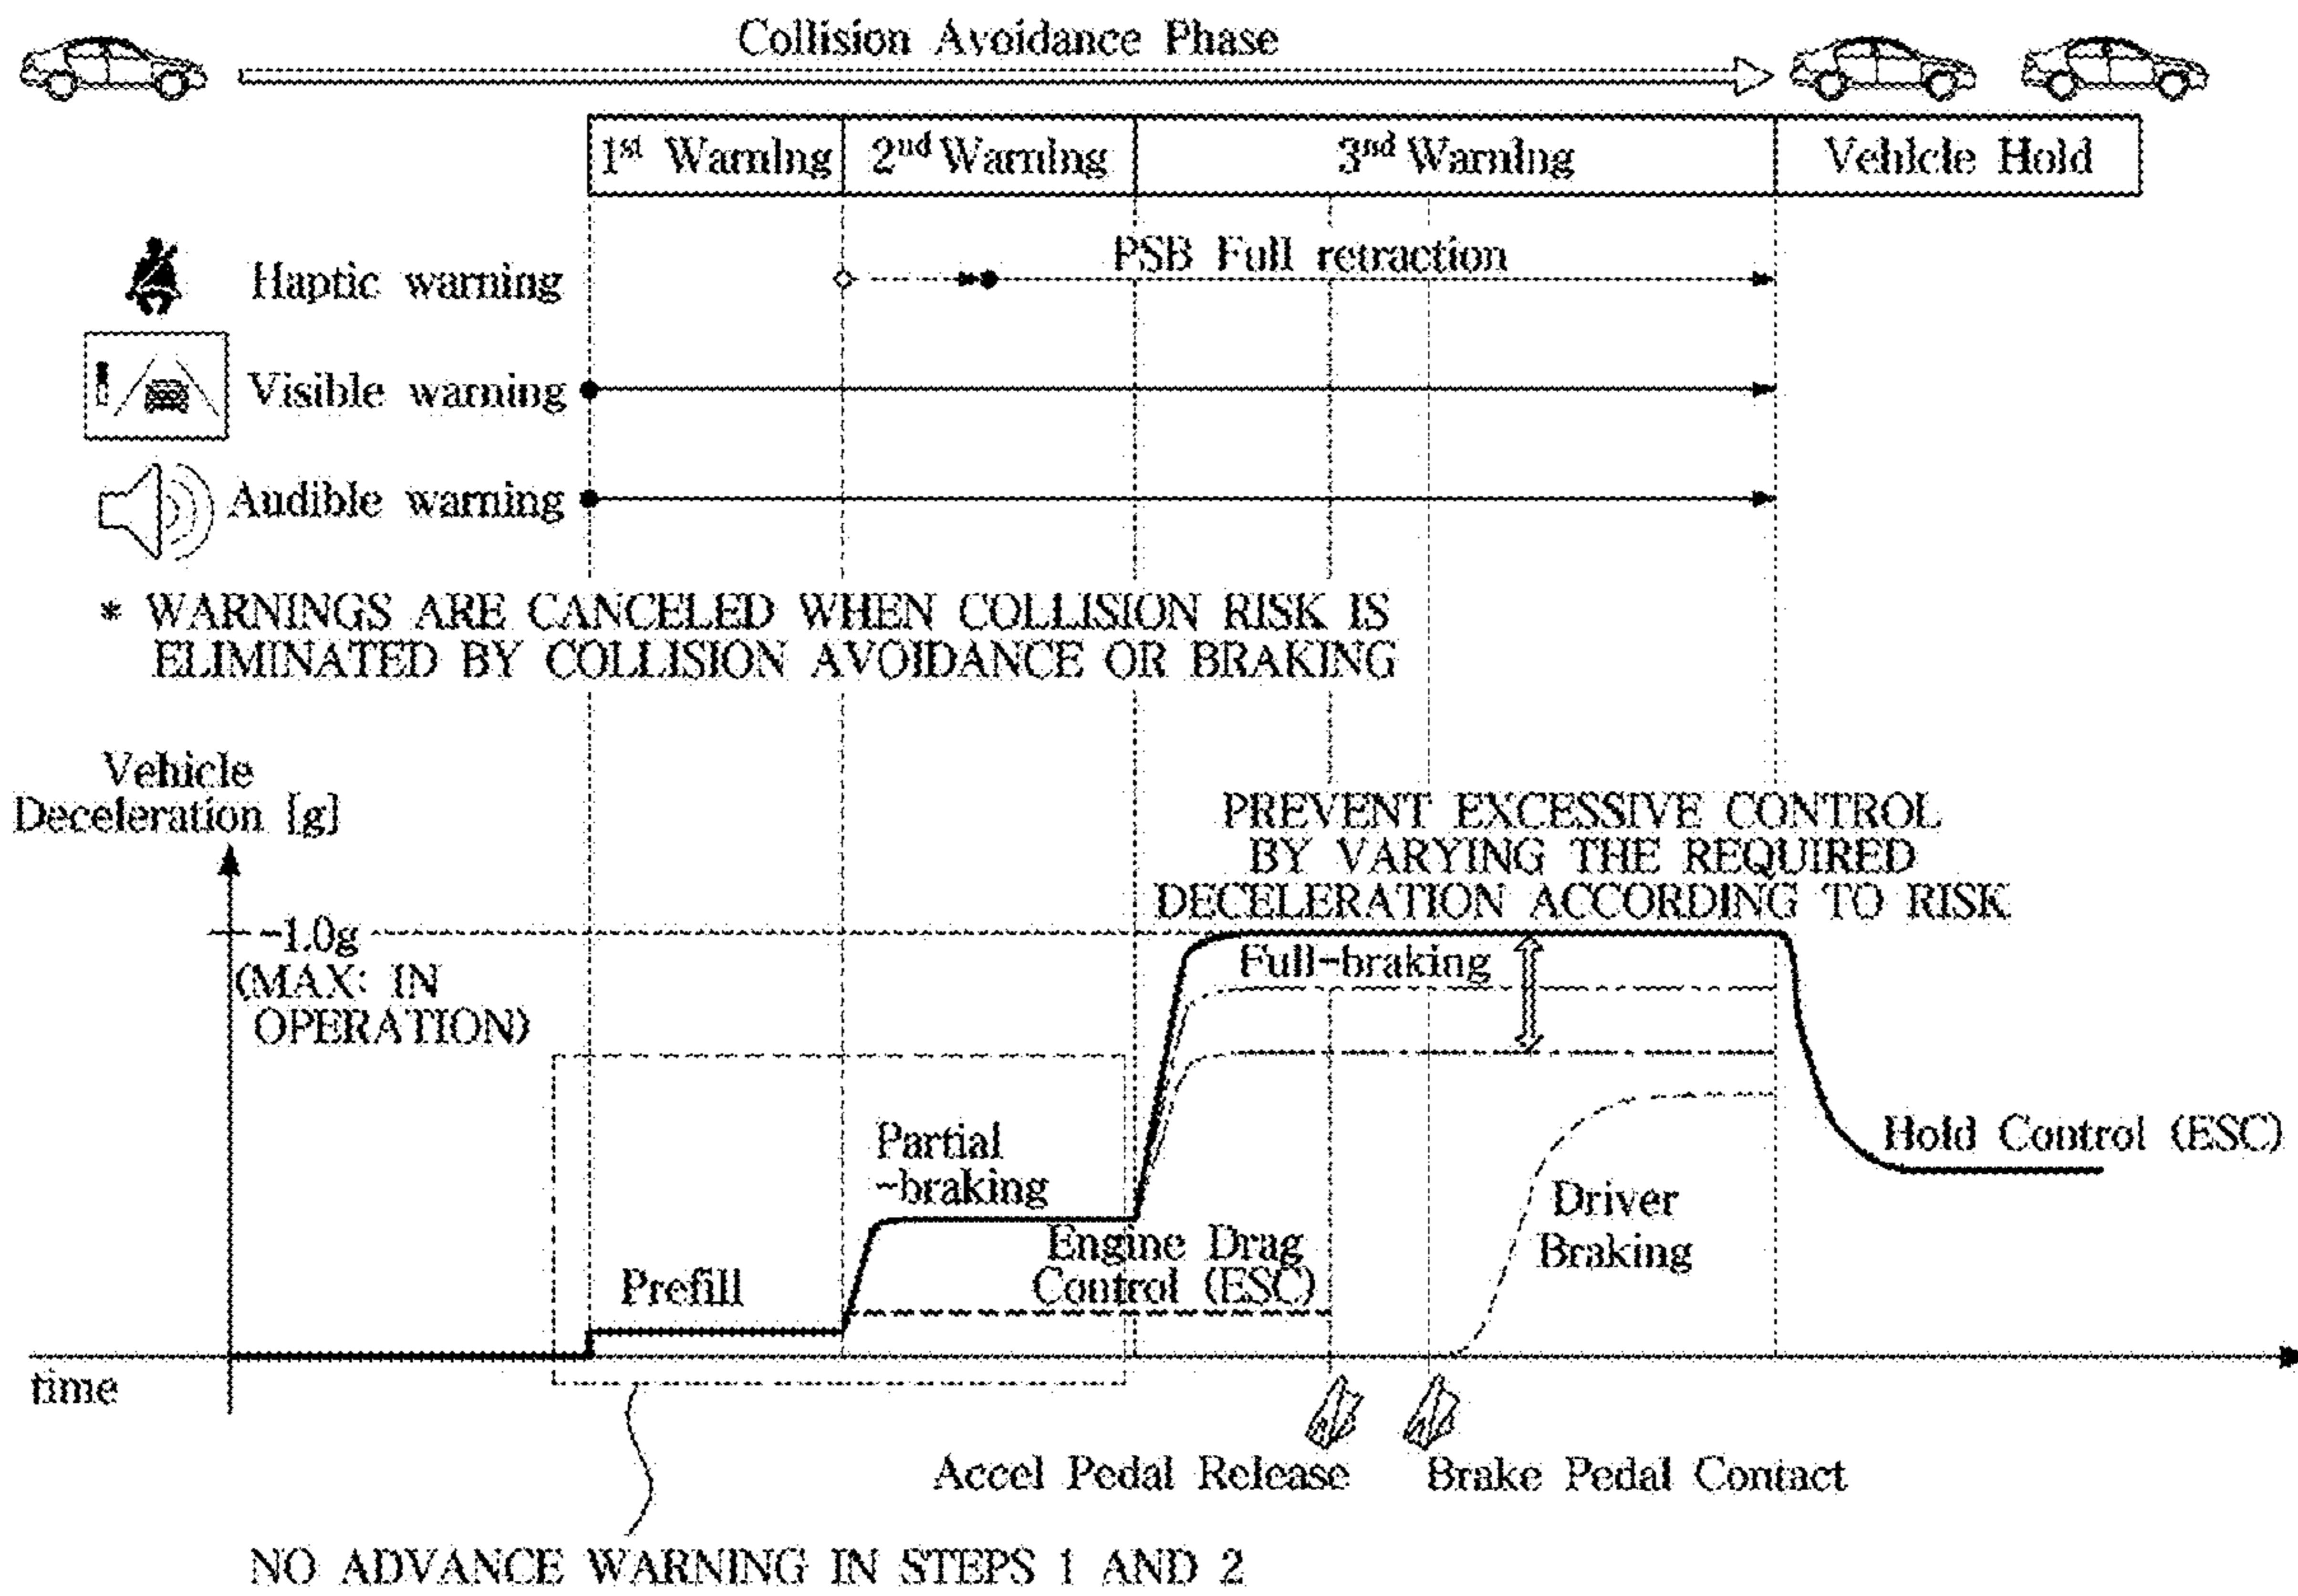 Collision Avoidance Phase
1st Warning 2nd Warning 3nd Warning Vehicle Hold
Haptic warning PSB Full retraction
Visible warning
Audible warning
* WARNINGS ARE CANCELED WHEN COLLISION RISK IS
ELIMINATED BY COLLISION AVOIDANCE OR BRAKING
Vehicle
Deceleration [g]
PREVENT EXCESSIVE CONTROL
BY VARYING THE REQUIRED
DECELERATION ACCORDING TO RISK
-1.0g
(MAX: IN
OPERATION)
Full-braking
Partial
-braking
Hold Control (ESC)
Driver
Braking
Engine Drag
Control (ESC)
Prefill
time
Accel Pedal Release Brake Pedal Contact
NO ADVANCE WARNING IN STEPS 1 AND 2